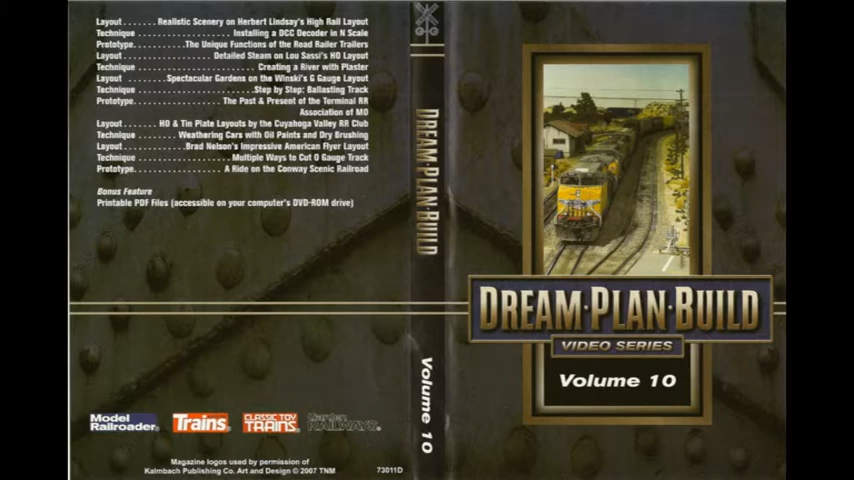 Layout . . . . . . . Realistic Scenery on Herbert Lindsay's High Rail Layout
Technique . . . . . . . . . . . . . . . . . . . . Installing a DCC Decoder in N Scale
Prototype. . . . . . . . . . .The Unique Functions of the Road Railer Trailers
Layout . . . . . . . . . . . . . . . . . . Detailed Steam on Lou Sassi's HO Layout
Technique . . . . . . . . . . . . . . . . . . . . . . . . . Creating a River with Plaster
Layout . . . . . . . .Spectacular Gardens on the Winski's G Gauge Layout
Technique . . . . . . . . . . . . . . . . . . . . . . . .Step by Step: Ballasting Track
Prototype. . . . . . . . . . . . . . . . . . The Past & Present of the Terminal RR
Association of MO
Layout . . . . HO & Tin Plate Layouts by the Cuyahoga Valley RR Club
Technique . . . . . . . .Weathering Cars with Oil Paints and Dry Brushing
Layout. . . . . . . . . . . .Brad Nelson's Impressive American Flyer Layout
Technique . . . . . . . . . . . . . . . . . . . .Multiple Ways to Cut O Gauge Track
Prototype. . . . . . . . . . . . . . . . . . A Ride on the Conway Scenic Railroad
Bonus Feature
Printable PDF Files (accessible on your computer's DVD-ROM drive)
Model
Railroader®
Trains®
CLASSIC TOY
TRAINS®
Garden
RAILWAYS®
Magazine logos used by permission of
Kalmbach Publishing Co. Art and Design © 2007 TNM
73011D
DREAM·PLAN·BUILD
Volume 10
DREAM·PLAN·BUILD
VIDEO SERIES
Volume 10